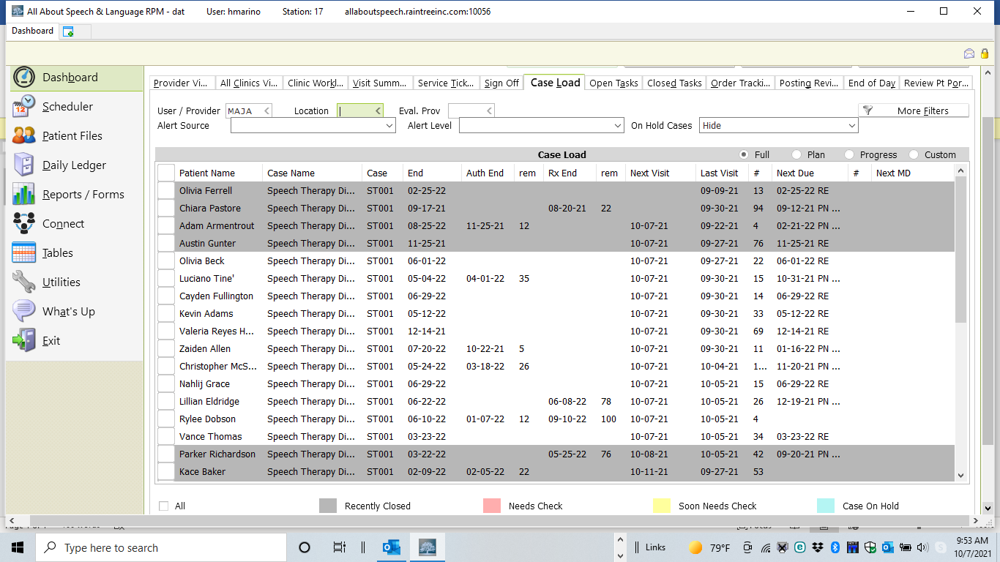 All About Speech & Language RPM - dat User: hmarino Station: 17 allaboutspeech.raintreeinc.com:10056
Dashboard
Dashboard
Scheduler
Patient Files
Daily Ledger
Reports / Forms
Connect
Tables
Utilities
What's Up
Exit
Provider Vi... All Clinics Vi... Clinic Workl... Visit Summ... Service Tick... Sign Off Case Load Open Tasks Closed Tasks Order Tracki... Posting Revi... End of Day Review Pt Por...
User / Provider MAJA Location Eval. Prov More Filters
Alert Source Alert Level On Hold Cases Hide
Case Load Full Plan Progress Custom
Patient Name Case Name Case End Auth End rem Rx End rem Next Visit Last Visit # Next Due # Next MD
Olivia Ferrell Speech Therapy Di... ST001 02-25-22 09-09-21 13 02-25-22 RE
Chiara Pastore Speech Therapy Di... ST001 09-17-21 08-20-21 22 09-30-21 94 09-12-21 PN ...
Adam Armentrout Speech Therapy Di... ST001 08-25-22 11-25-21 12 10-07-21 09-22-21 4 02-21-22 PN ...
Austin Gunter Speech Therapy Di... ST001 11-25-21 10-07-21 09-27-21 76 11-25-21 RE
Olivia Beck Speech Therapy Di... ST001 06-01-22 10-07-21 09-27-21 22 06-01-22 RE
Luciano Tine' Speech Therapy Di... ST001 05-04-22 04-01-22 35 10-07-21 09-30-21 15 10-31-21 PN ...
Cayden Fullington Speech Therapy Di... ST001 06-29-22 10-07-21 09-30-21 14 06-29-22 RE
Kevin Adams Speech Therapy Di... ST001 05-12-22 10-07-21 09-30-21 33 05-12-22 RE
Valeria Reyes H... Speech Therapy Di... ST001 12-14-21 10-07-21 09-30-21 69 12-14-21 RE
Zaiden Allen Speech Therapy Di... ST001 07-20-22 10-22-21 5 10-07-21 09-30-21 11 01-16-22 PN ...
Christopher McS... Speech Therapy Di... ST001 05-24-22 03-18-22 26 10-07-21 10-04-21 1... 11-20-21 PN ...
Nahlij Grace Speech Therapy Di... ST001 06-29-22 10-07-21 10-05-21 15 06-29-22 RE
Lillian Eldridge Speech Therapy Di... ST001 06-22-22 06-08-22 78 10-07-21 10-05-21 26 12-19-21 PN ...
Rylee Dobson Speech Therapy Di... ST001 06-10-22 01-07-22 12 09-10-22 100 10-07-21 10-05-21 4
Vance Thomas Speech Therapy Di... ST001 03-23-22 10-07-21 10-05-21 34 03-23-22 RE
Parker Richardson Speech Therapy Di... ST001 03-22-22 05-25-22 76 10-08-21 10-05-21 42 09-20-21 PN ...
Kace Baker Speech Therapy Di... ST001 02-09-22 02-05-22 22 10-11-21 09-27-21 53
All Recently Closed Needs Check Soon Needs Check Case On Hold
Type here to search Links 79°F 9:53 AM
10/7/2021